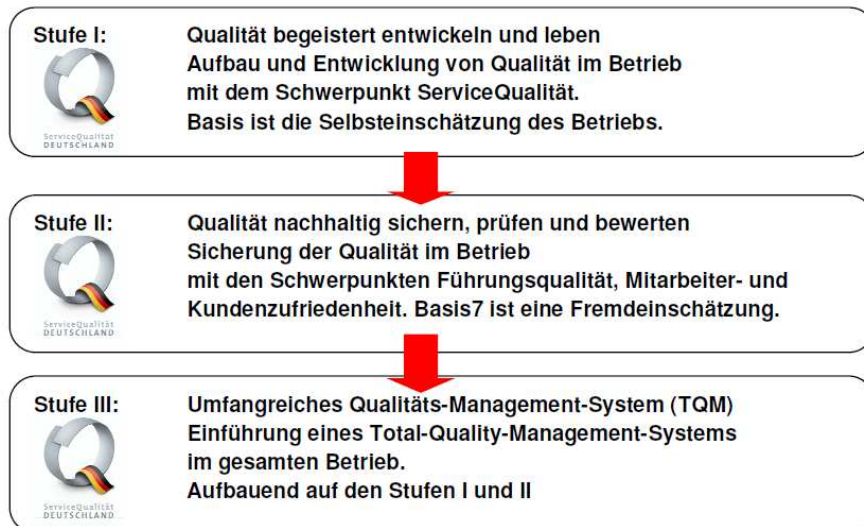 Stufe I:
Qualität begeistert entwickeln und leben
Aufbau und Entwicklung von Qualität im Betrieb
mit dem Schwerpunkt ServiceQualität.
Basis ist die Selbsteinschätzung des Betriebs.
ServiceQualität
DEUTSCHLAND
Stufe II:
Qualität nachhaltig sichern, prüfen und bewerten
Sicherung der Qualität im Betrieb
mit den Schwerpunkten Führungsqualität, Mitarbeiter- und
Kundenzufriedenheit. Basis7 ist eine Fremdeinschätzung.
ServiceQualität
DEUTSCHLAND
Stufe III:
Umfangreiches Qualitäts-Management-System (TQM)
Einführung eines Total-Quality-Management-Systems
im gesamten Betrieb.
Aufbauend auf den Stufen I und II
ServiceQualität
DEUTSCHLAND